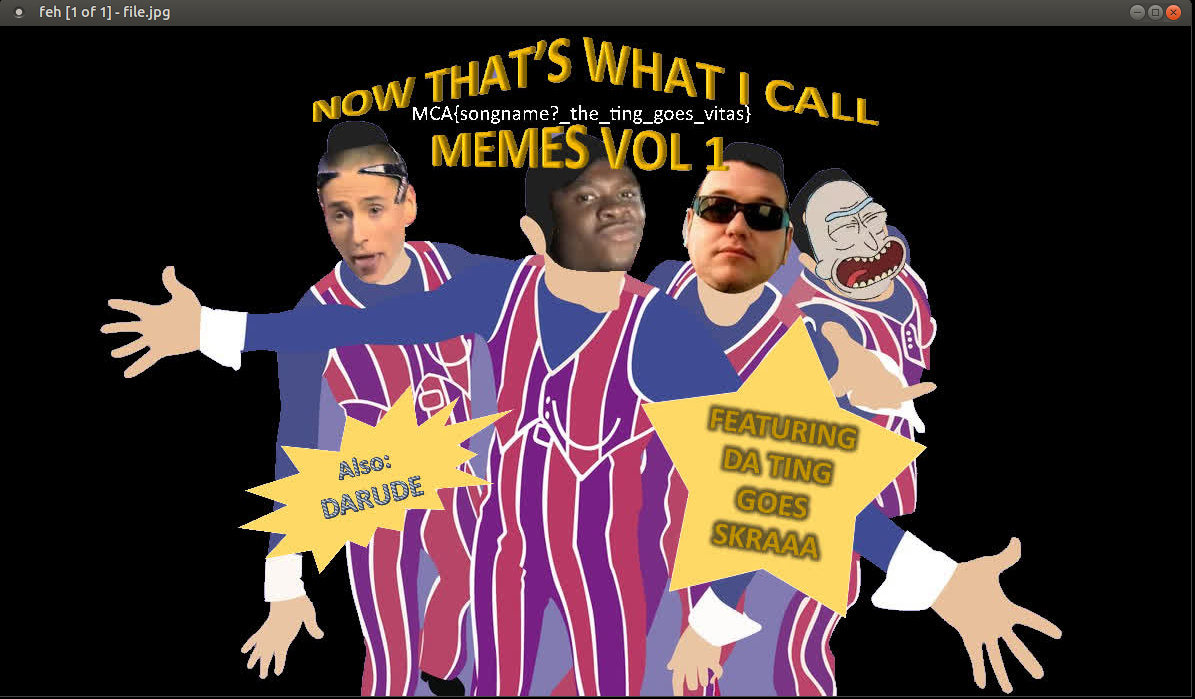 feh [1 of 1] - file.jpg
NOW THAT'S WHAT I CALL
MCA{songname?_the_ting_goes_vitas}
MEMES VOL 1
Also:
DARUDE
FEATURING
DA TING
GOES
SKRAAA